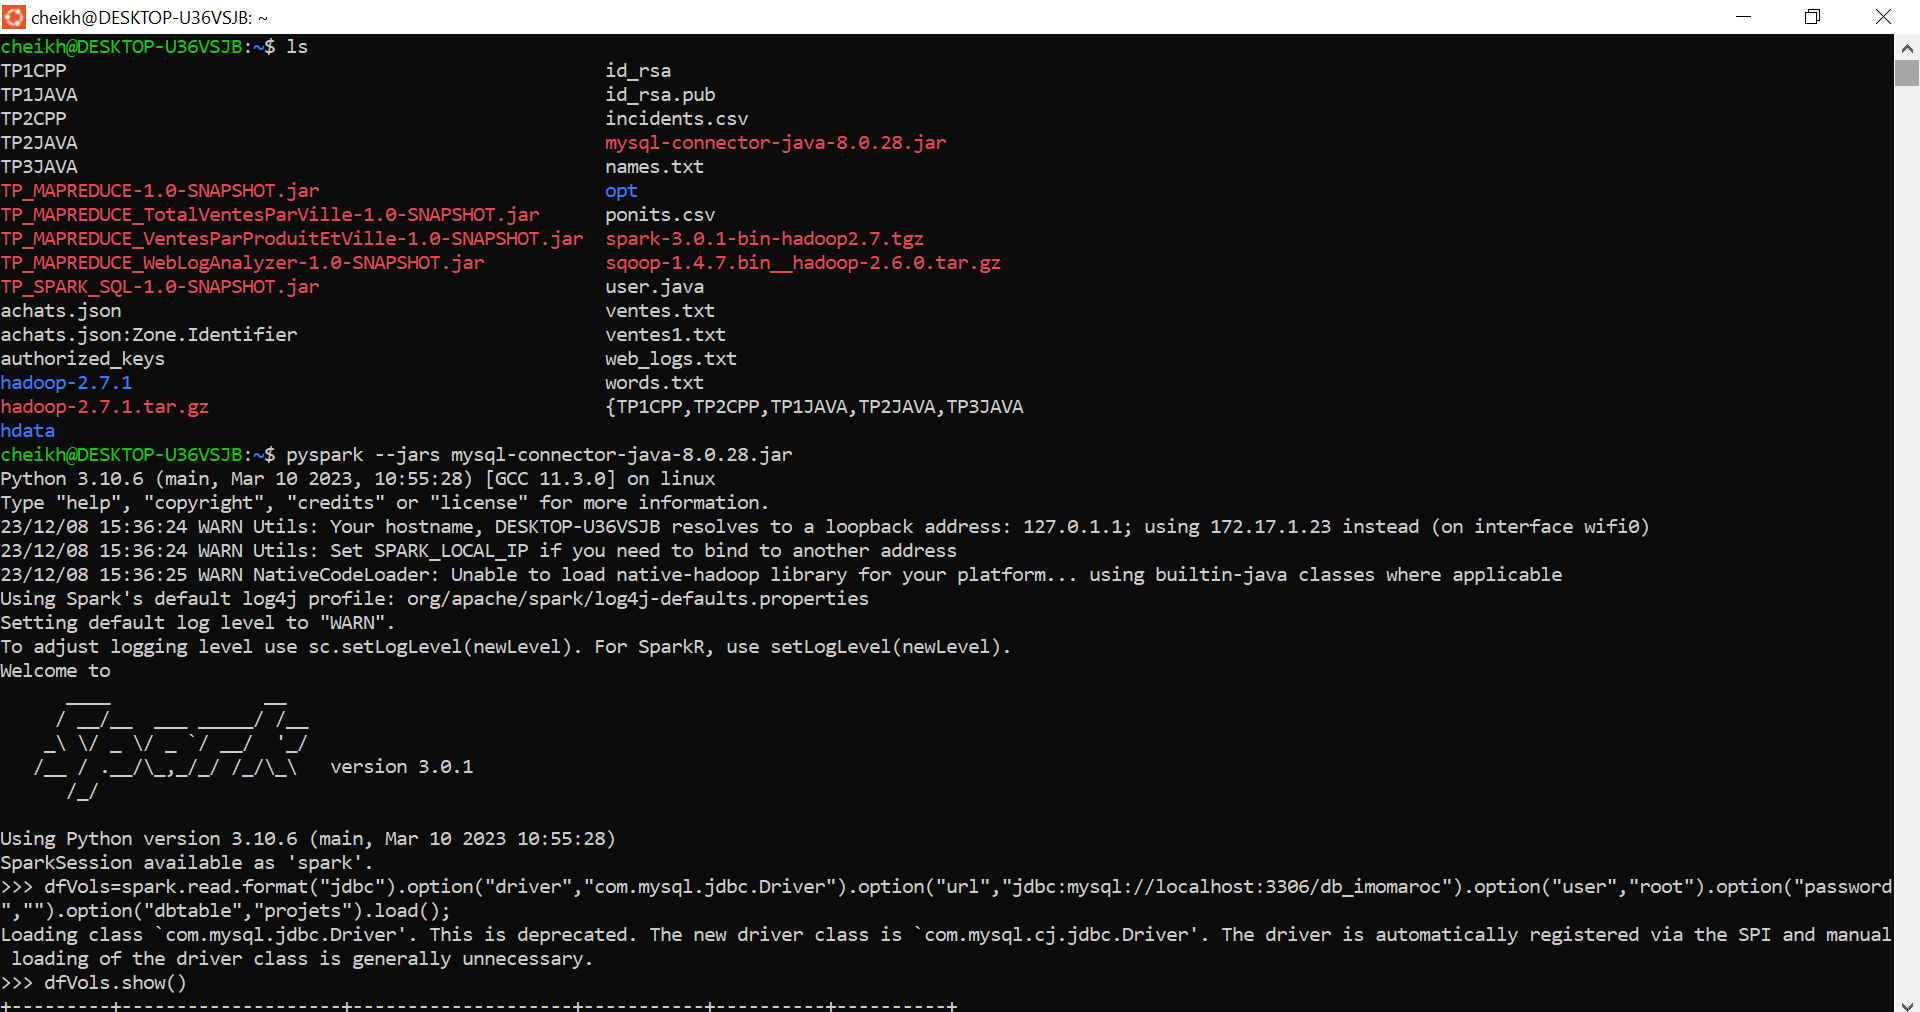 cheikh@DESKTOP-U36VSJB: ~
cheikh@DESKTOP-U36VSJB:~$ ls
TP1CPP                                                 id_rsa
TP1JAVA                                                id_rsa.pub
TP2CPP                                                 incidents.csv
TP2JAVA                                                mysql-connector-java-8.0.28.jar
TP3JAVA                                                names.txt
TP_MAPREDUCE-1.0-SNAPSHOT.jar                          opt
TP_MAPREDUCE_TotalVentesParVille-1.0-SNAPSHOT.jar      ponits.csv
TP_MAPREDUCE_VentesParProduitEtVille-1.0-SNAPSHOT.jar  spark-3.0.1-bin-hadoop2.7.tgz
TP_MAPREDUCE_WebLogAnalyzer-1.0-SNAPSHOT.jar           sqoop-1.4.7.bin__hadoop-2.6.0.tar.gz
TP_SPARK_SQL-1.0-SNAPSHOT.jar                          user.java
achats.json                                            ventes.txt
achats.json:Zone.Identifier                            ventes1.txt
authorized_keys                                        web_logs.txt
hadoop-2.7.1                                           words.txt
hadoop-2.7.1.tar.gz                                    {TP1CPP,TP2CPP,TP1JAVA,TP2JAVA,TP3JAVA
hdata
cheikh@DESKTOP-U36VSJB:~$ pyspark --jars mysql-connector-java-8.0.28.jar
Python 3.10.6 (main, Mar 10 2023, 10:55:28) [GCC 11.3.0] on linux
Type "help", "copyright", "credits" or "license" for more information.
23/12/08 15:36:24 WARN Utils: Your hostname, DESKTOP-U36VSJB resolves to a loopback address: 127.0.1.1; using 172.17.1.23 instead (on interface wifi0)
23/12/08 15:36:24 WARN Utils: Set SPARK_LOCAL_IP if you need to bind to another address
23/12/08 15:36:25 WARN NativeCodeLoader: Unable to load native-hadoop library for your platform... using builtin-java classes where applicable
Using Spark's default log4j profile: org/apache/spark/log4j-defaults.properties
Setting default log level to "WARN".
To adjust logging level use sc.setLogLevel(newLevel). For SparkR, use setLogLevel(newLevel).
Welcome to
      ____              __
     / __/__  ___ _____/ /__
    _\ \/ _ \/ _ `/ __/  '_/
   /__ / .__/\_,_/_/ /_/\_\   version 3.0.1
      /_/
Using Python version 3.10.6 (main, Mar 10 2023 10:55:28)
SparkSession available as 'spark'.
>>> dfVols=spark.read.format("jdbc").option("driver","com.mysql.jdbc.Driver").option("url","jdbc:mysql://localhost:3306/db_imomaroc").option("user","root").option("password
","").option("dbtable","projets").load();
Loading class `com.mysql.jdbc.Driver'. This is deprecated. The new driver class is `com.mysql.cj.jdbc.Driver'. The driver is automatically registered via the SPI and manual
 loading of the driver class is generally unnecessary.
>>> dfVols.show()
+---------+--------------------+--------------------+-----------+----------+----------+